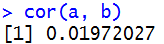 > cor(a, b)
[1] 0.01972027